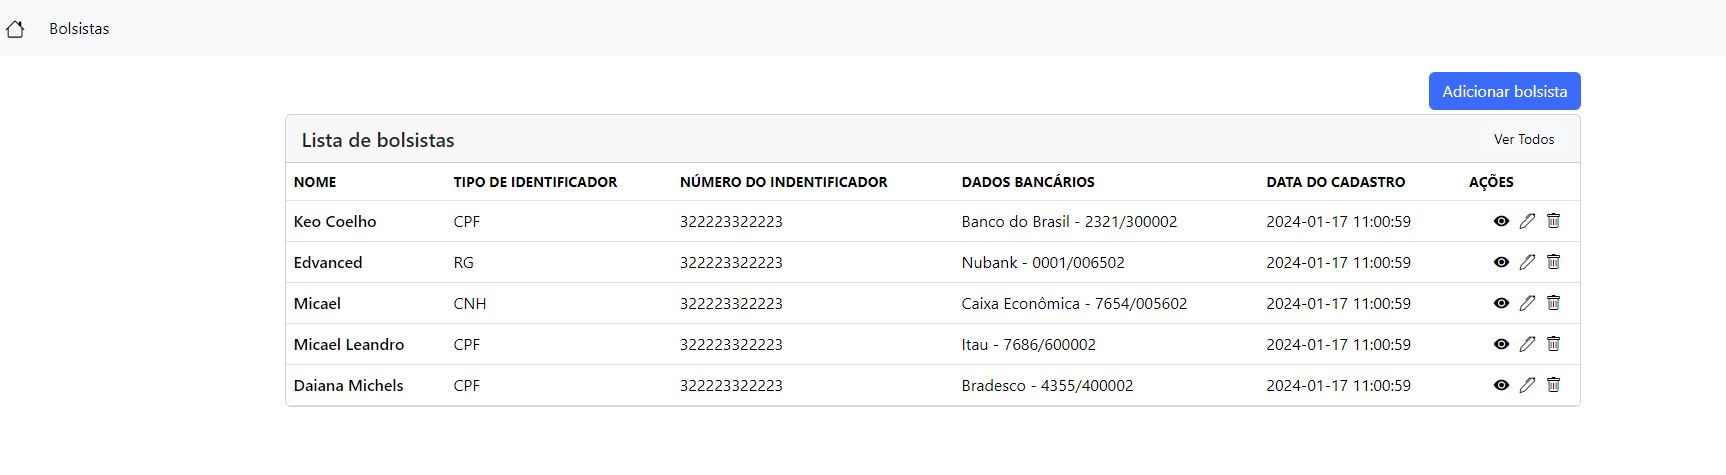 Bolsistas
Adicionar bolsista
Lista de bolsistas Ver Todos
NOME TIPO DE IDENTIFICADOR NÚMERO DO INDENTIFICADOR DADOS BANCÁRIOS DATA DO CADASTRO AÇÕES
Keo Coelho CPF 322223322223 Banco do Brasil - 2321/300002 2024-01-17 11:00:59
Edvanced RG 322223322223 Nubank - 0001/006502 2024-01-17 11:00:59
Micael CNH 322223322223 Caixa Econômica - 7654/005602 2024-01-17 11:00:59
Micael Leandro CPF 322223322223 Itau - 7686/600002 2024-01-17 11:00:59
Daiana Michels CPF 322223322223 Bradesco - 4355/400002 2024-01-17 11:00:59